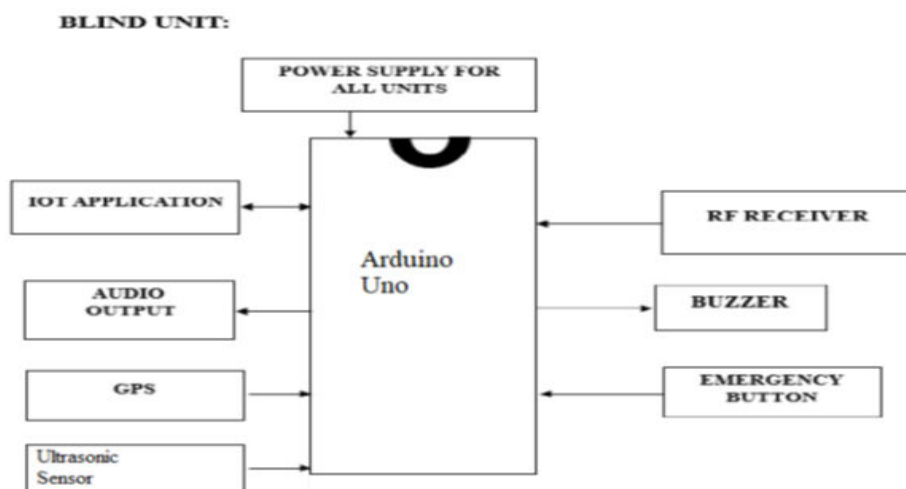 BLIND UNIT:
POWER SUPPLY FOR
ALL UNITS
IOT APPLICATION
RF RECEIVER
Arduino
Uno
AUDIO
OUTPUT
BUZZER
GPS
EMERGENCY
BUTTON
Ultrasonic
Sensor